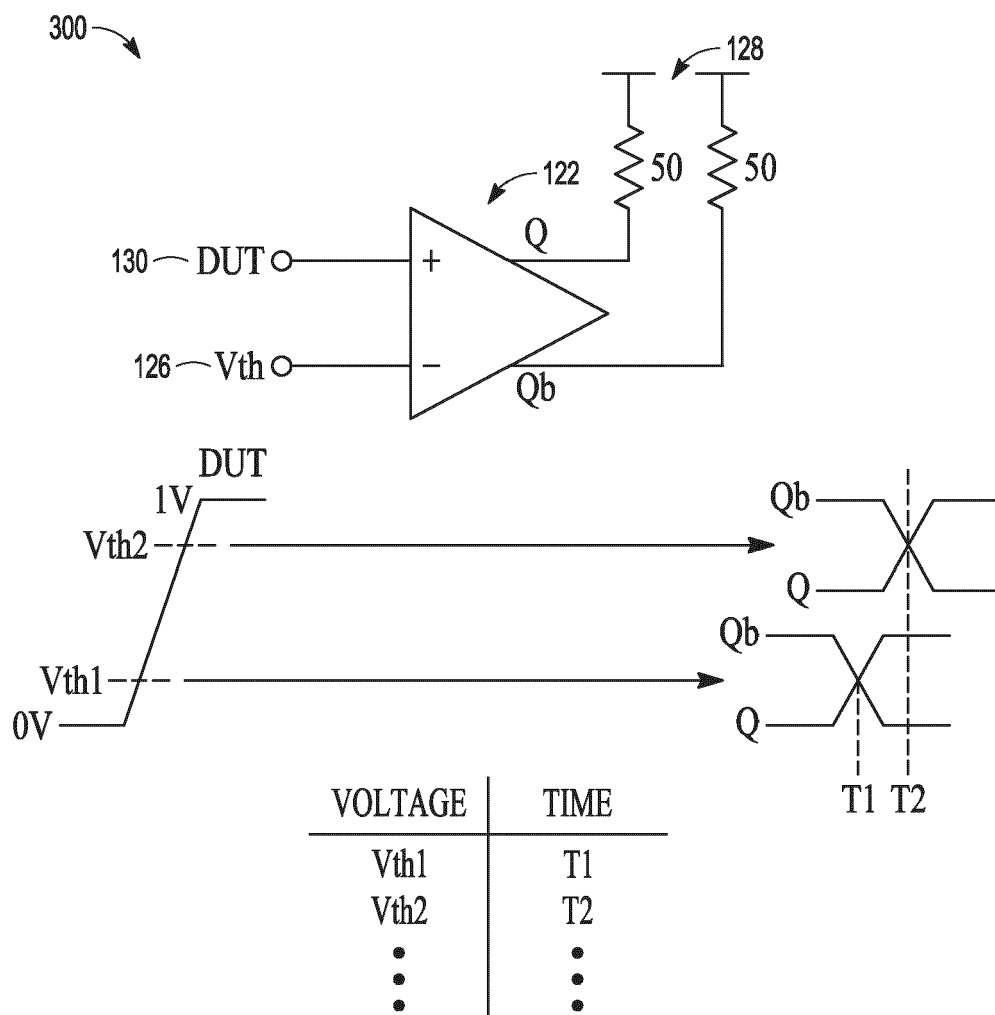 300
128
50 50
122
Q
130 DUT +
126 Vth −
Qb
DUT
1V
Vth2
Qb
Q
Vth1
0V
Qb
Q
T1 T2
VOLTAGE TIME
Vth1 T1
Vth2 T2